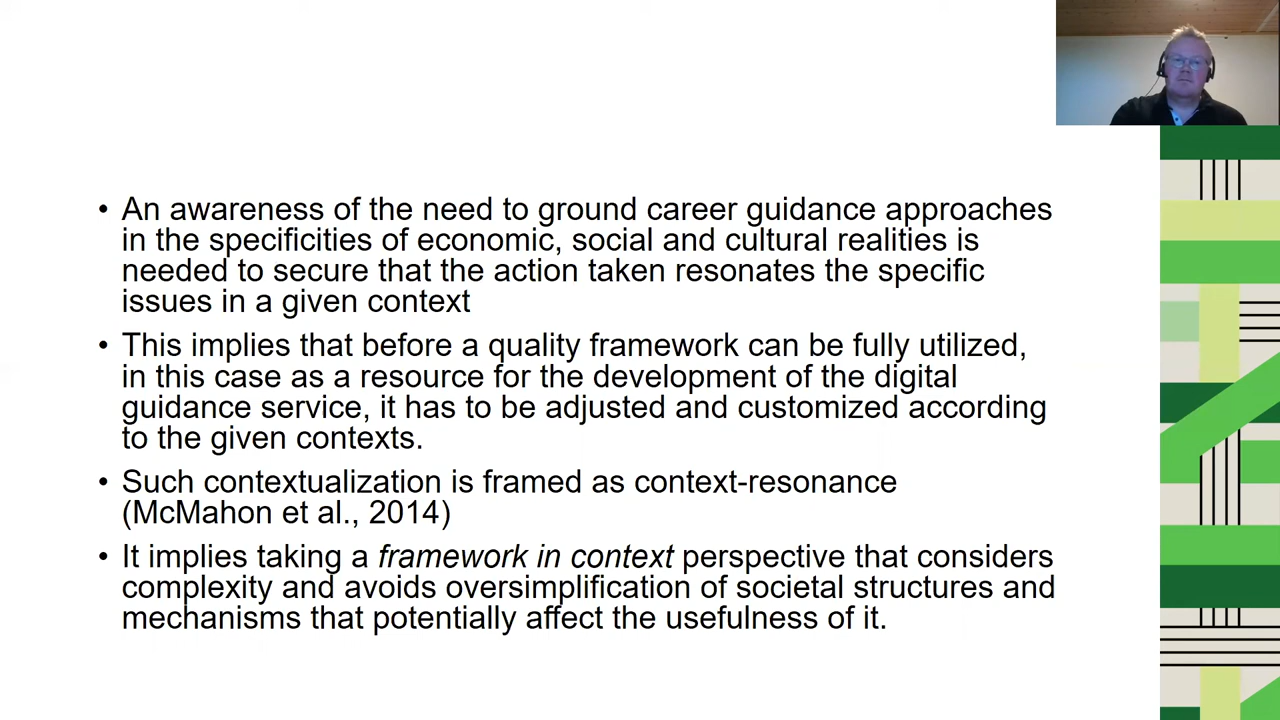 • An awareness of the need to ground career guidance approaches
in the specificities of economic, social and cultural realities is
needed to secure that the action taken resonates the specific
issues in a given context
• This implies that before a quality framework can be fully utilized,
in this case as a resource for the development of the digital
guidance service, it has to be adjusted and customized according
to the given contexts.
• Such contextualization is framed as context-resonance
(McMahon et al., 2014)
• It implies taking a framework in context perspective that considers
complexity and avoids oversimplification of societal structures and
mechanisms that potentially affect the usefulness of it.